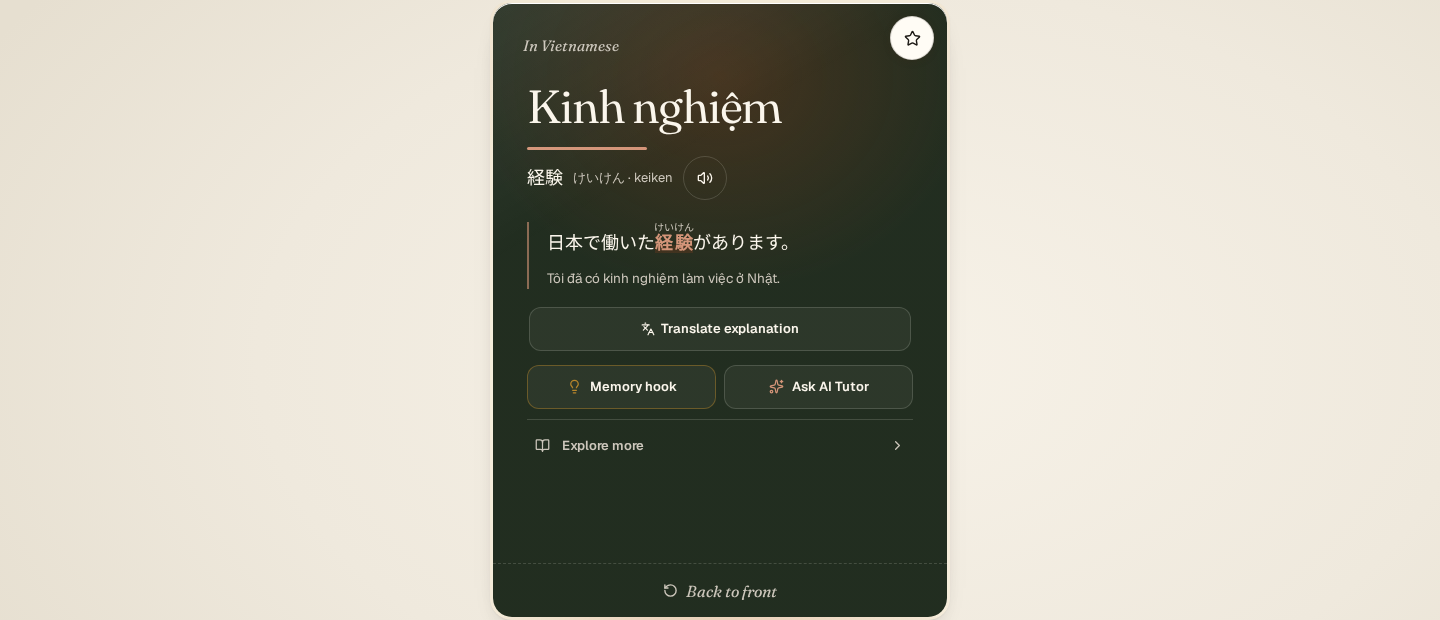 In Vietnamese
Kinh nghiệm
経験 けいけん · keiken
けいけん
日本で働いた経験があります。
Tôi đã có kinh nghiệm làm việc ở Nhật.
Translate explanation
Memory hook
Ask AI Tutor
Explore more
Back to front